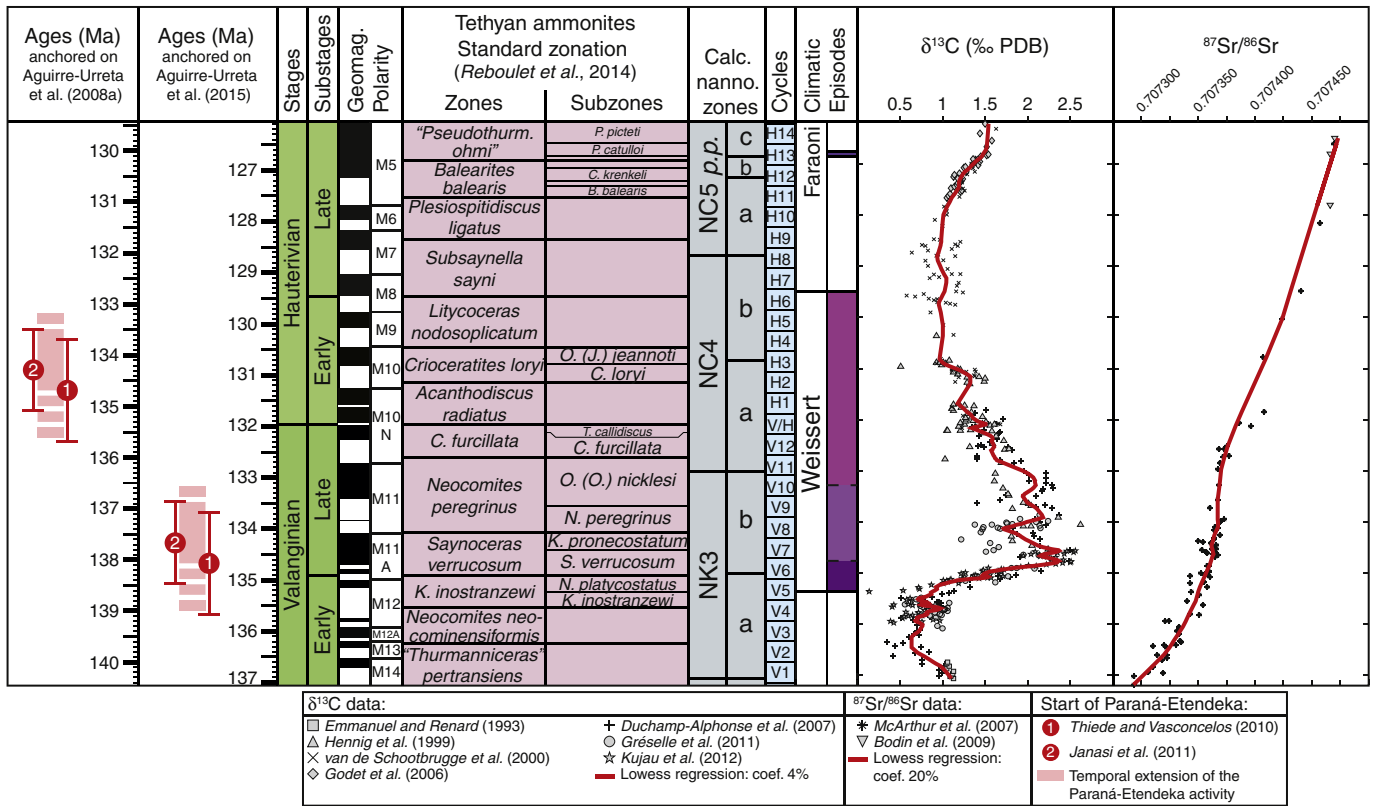 Ages (Ma)
anchored on
Aguirre-Urreta
et al. (2008a)
Ages (Ma)
anchored on
Aguirre-Urreta
et al. (2015)
Stages
Substages
Geomag.
Polarity
Tethyan ammonites
Standard zonation
(Reboulet et al., 2014)
Zones
Subzones
Calc.
nanno.
zones
Cycles
Climatic
Episodes
δ13C (‰ PDB)
0.5 1 1.5 2 2.5
87Sr/86Sr
0.707300
0.707350
0.707400
0.707450
130
131
132
133
134
135
136
137
138
139
140
2
1
127
128
129
130
131
132
133
134
135
136
137
2
1
Hauterivian
Valanginian
Late
Early
Late
Early
M5
M6
M7
M8
M9
M10
M10
N
M11
M11
A
M12
M12A
M13
M14
"Pseudothurm.
ohmi"
Balearites
balearis
Plesiospitidiscus
ligatus
Subsaynella
sayni
Litycoceras
nodosoplicatum
Crioceratites loryi
Acanthodiscus
radiatus
C. furcillata
Neocomites
peregrinus
Saynoceras
verrucosum
K. inostranzewi
Neocomites neo-
cominensiformis
"Thurmanniceras"
pertransiens
P. picteti
P. catulloi
C. krenkeli
B. balearis
O. (J.) jeannoti
C. loryi
T. callidiscus
C. furcillata
O. (O.) nicklesi
N. peregrinus
K. pronecostatum
S. verrucosum
N. platycostatus
K. inostranzewi
NC5 p.p.
NC4
NK3
c
b
a
b
a
b
a
H14
H13
H12
H11
H10
H9
H8
H7
H6
H5
H4
H3
H2
H1
V/H
V12
V11
V10
V9
V8
V7
V6
V5
V4
V3
V2
V1
Faraoni
Weissert
δ13C data:
Emmanuel and Renard (1993)
Hennig et al. (1999)
van de Schootbrugge et al. (2000)
Godet et al. (2006)
Duchamp-Alphonse et al. (2007)
Gréselle et al. (2011)
Kujau et al. (2012)
Lowess regression: coef. 4%
87Sr/86Sr data:
McArthur et al. (2007)
Bodin et al. (2009)
Lowess regression:
coef. 20%
Start of Paraná-Etendeka:
1 Thiede and Vasconcelos (2010)
2 Janasi et al. (2011)
Temporal extension of the
Paraná-Etendeka activity